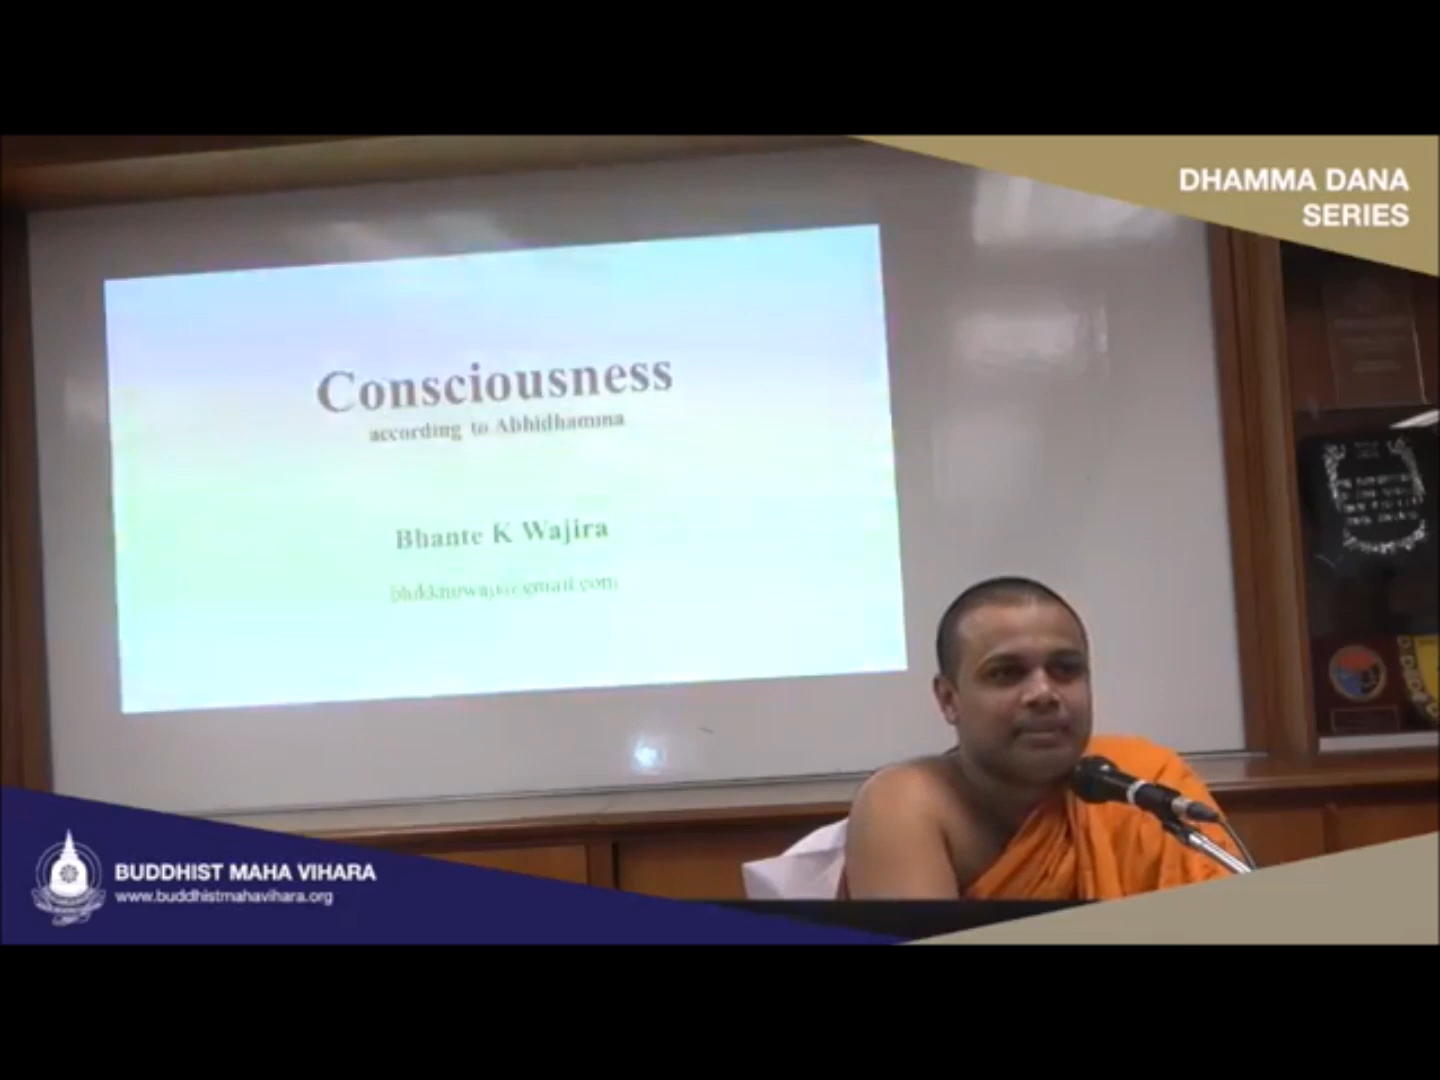 DHAMMA DANA
SERIES
Consciousness
according to Abhidhamma
Bhante K Wajira
BUDDHIST MAHA VIHARA
www.buddhistmahavihara.org